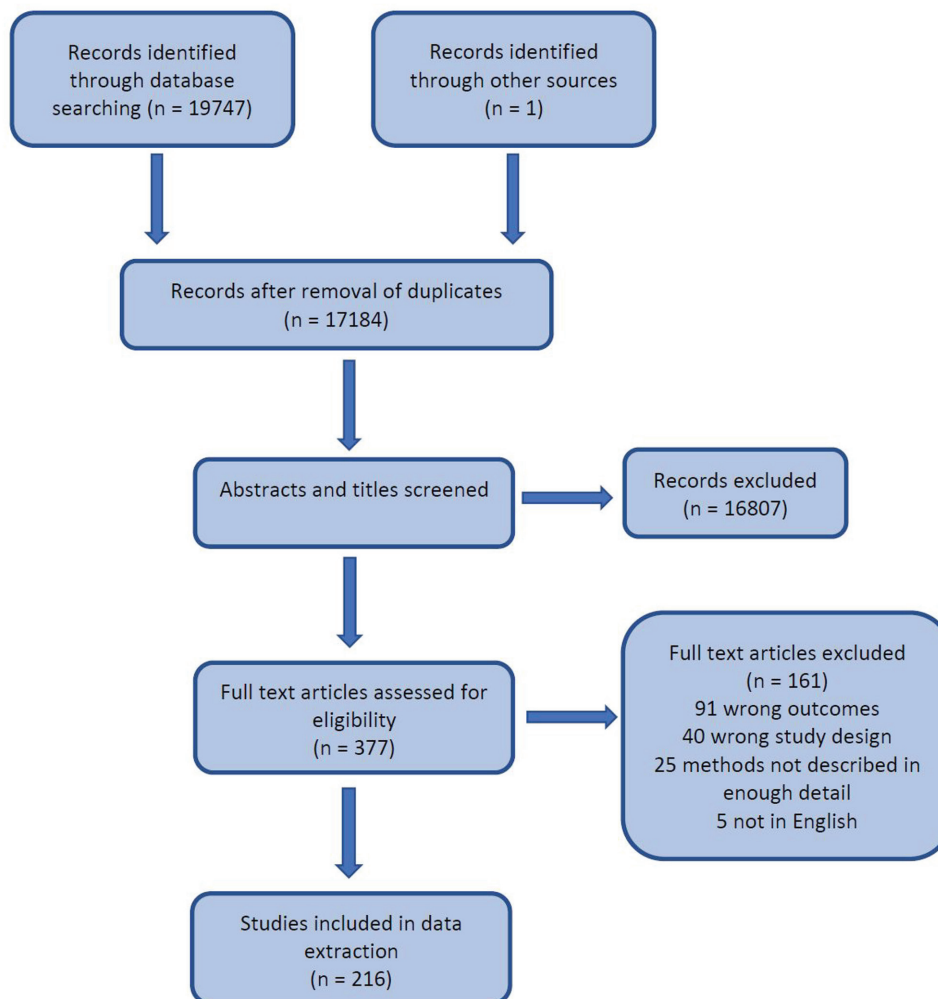 Records identified
through database
searching (n = 19747)
Records identified
through other sources
(n = 1)
Records after removal of duplicates
(n = 17184)
Abstracts and titles screened
Records excluded
(n = 16807)
Full text articles assessed for
eligibility
(n = 377)
Full text articles excluded
(n = 161)
91 wrong outcomes
40 wrong study design
25 methods not described in
enough detail
5 not in English
Studies included in data
extraction
(n = 216)